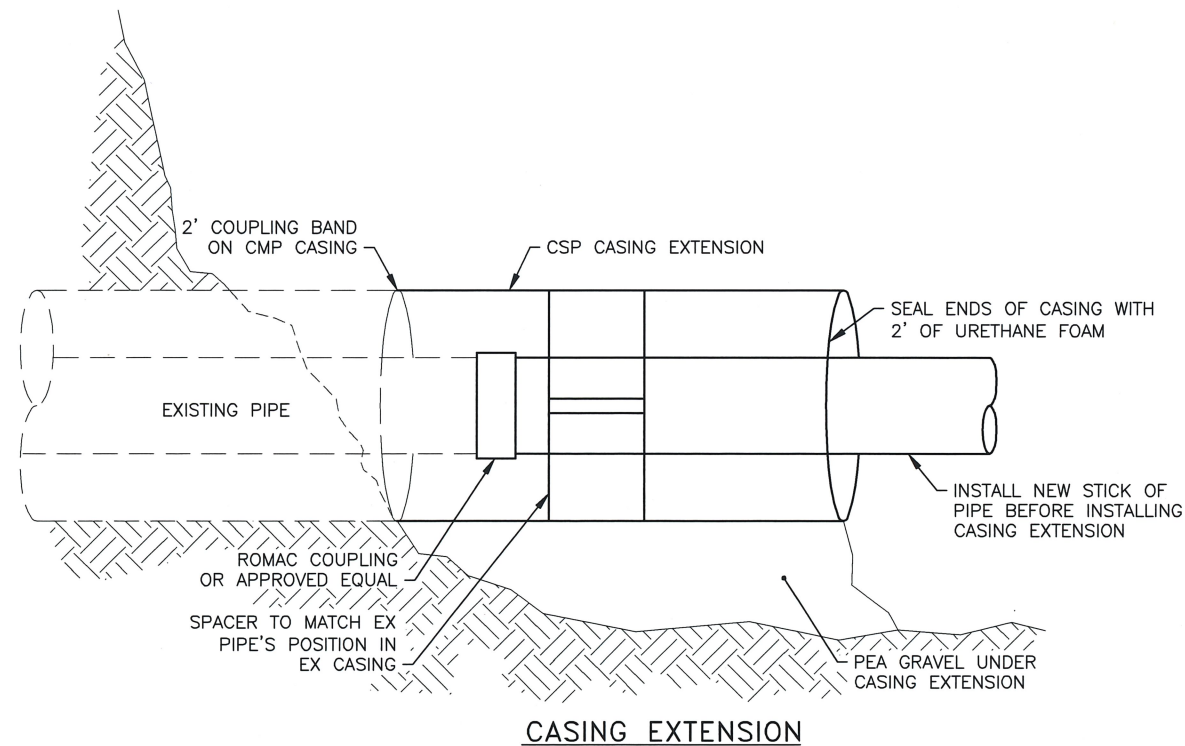 2' COUPLING BAND
ON CMP CASING
CSP CASING EXTENSION
SEAL ENDS OF CASING WITH
2' OF URETHANE FOAM
EXISTING PIPE
INSTALL NEW STICK OF
PIPE BEFORE INSTALLING
CASING EXTENSION
ROMAC COUPLING
OR APPROVED EQUAL
SPACER TO MATCH EX
PIPE'S POSITION IN
EX CASING
PEA GRAVEL UNDER
CASING EXTENSION
CASING EXTENSION